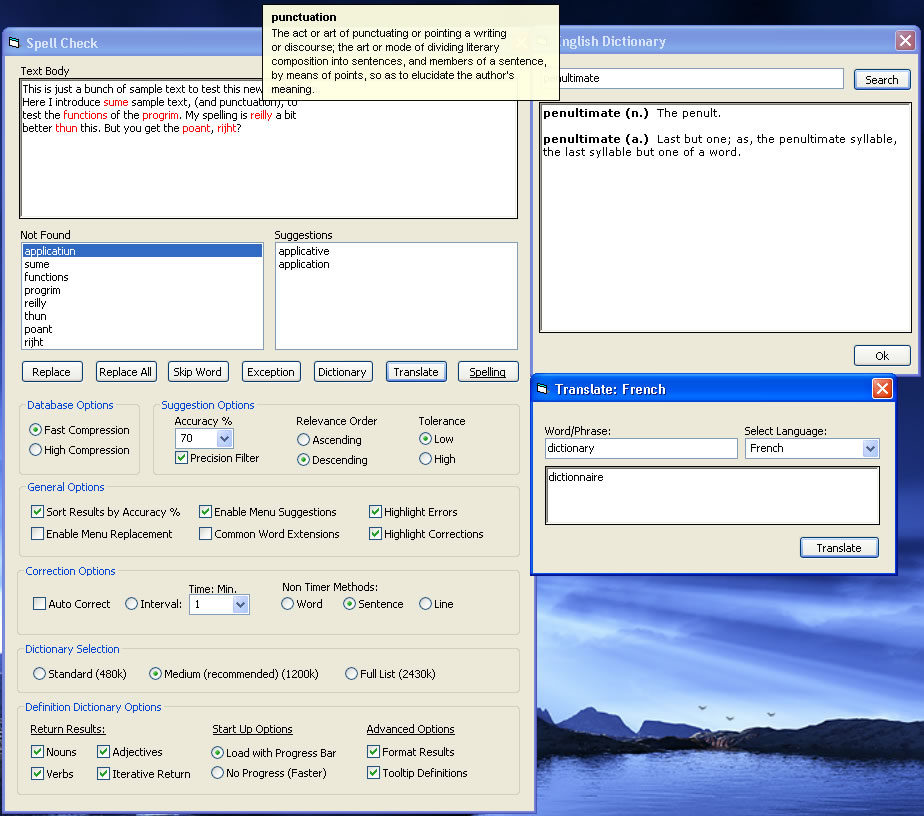 punctuation
The act or art of punctuating or pointing a writing
or discourse; the art or mode of dividing literary
composition into sentences, and members of a sentence,
by means of points, so as to elucidate the author's
meaning.
Spell Check
Text Body
This is just a bunch of sample text to test this new
Here I introduce sume sample text, (and punctuation), to
test the functions of the progrim. My spelling is reilly a bit
better thun this. But you get the poant, rijht?
Not Found
applicatiun
sume
functions
progrim
reilly
thun
poant
rijht
Suggestions
applicative
application
Replace
Replace All
Skip Word
Exception
Dictionary
Translate
Spelling
Database Options
Fast Compression
High Compression
Suggestion Options
Accuracy %
70
Precision Filter
Relevance Order
Ascending
Descending
Tolerance
Low
High
General Options
Sort Results by Accuracy %
Enable Menu Suggestions
Highlight Errors
Enable Menu Replacement
Common Word Extensions
Highlight Corrections
Correction Options
Auto Correct
Interval:
Time: Min.
1
Non Timer Methods:
Word
Sentence
Line
Dictionary Selection
Standard (480k)
Medium (recommended) (1200k)
Full List (2430k)
Definition Dictionary Options
Return Results:
Nouns
Adjectives
Verbs
Iterative Return
Start Up Options
Load with Progress Bar
No Progress (Faster)
Advanced Options
Format Results
Tooltip Definitions
English Dictionary
penultimate
Search
penultimate (n.) The penult.
penultimate (a.) Last but one; as, the penultimate syllable,
the last syllable but one of a word.
Ok
Translate: French
Word/Phrase:
dictionary
Select Language:
French
dictionnaire
Translate